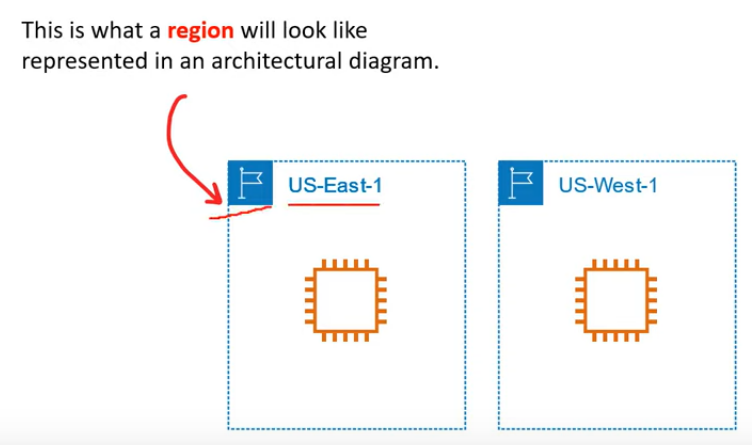 This is what a region will look like
represented in an architectural diagram.
US-East-1
US-West-1